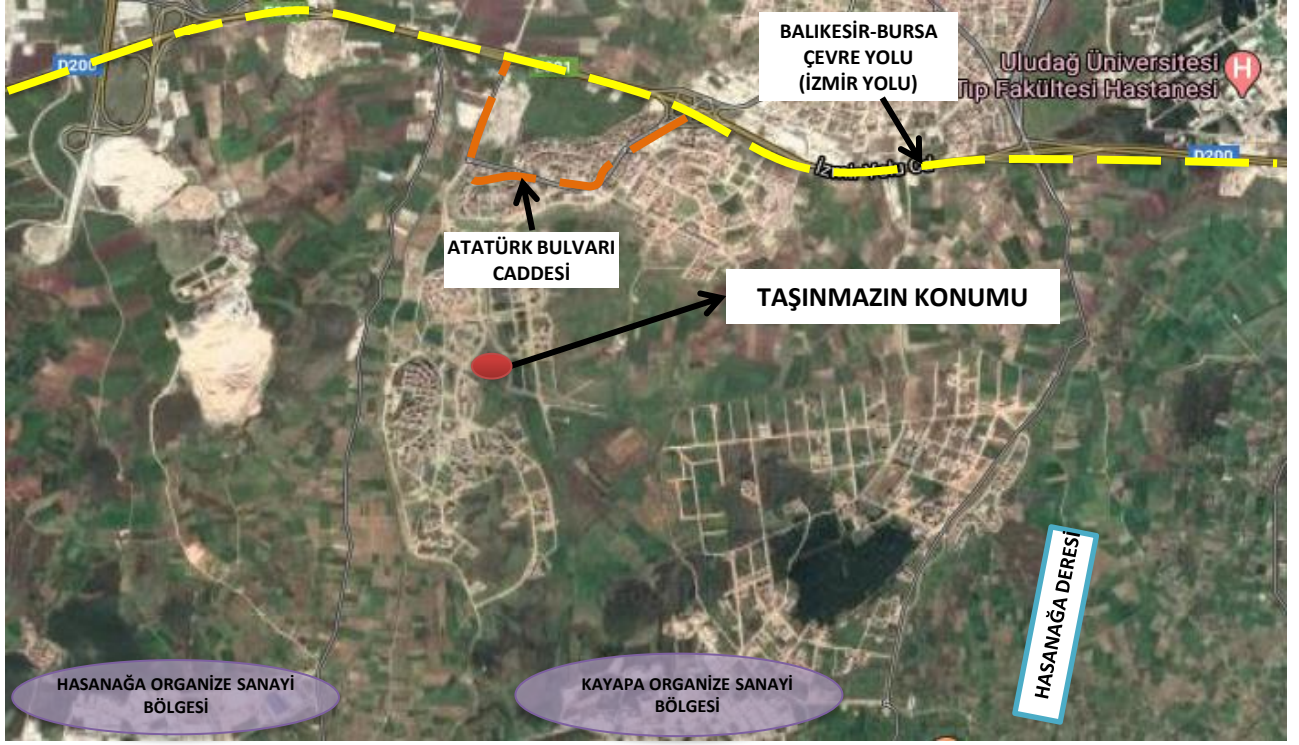 D200
BALIKESİR-BURSA
ÇEVRE YOLU
(İZMİR YOLU)
Uludağ Üniversitesi
Tıp Fakültesi Hastanesi
H
D200
ATATÜRK BULVARI
CADDESİ
TAŞINMAZIN KONUMU
HASANAĞA DERESİ
HASANAĞA ORGANİZE SANAYİ
BÖLGESİ
KAYAPA ORGANİZE SANAYİ
BÖLGESİ